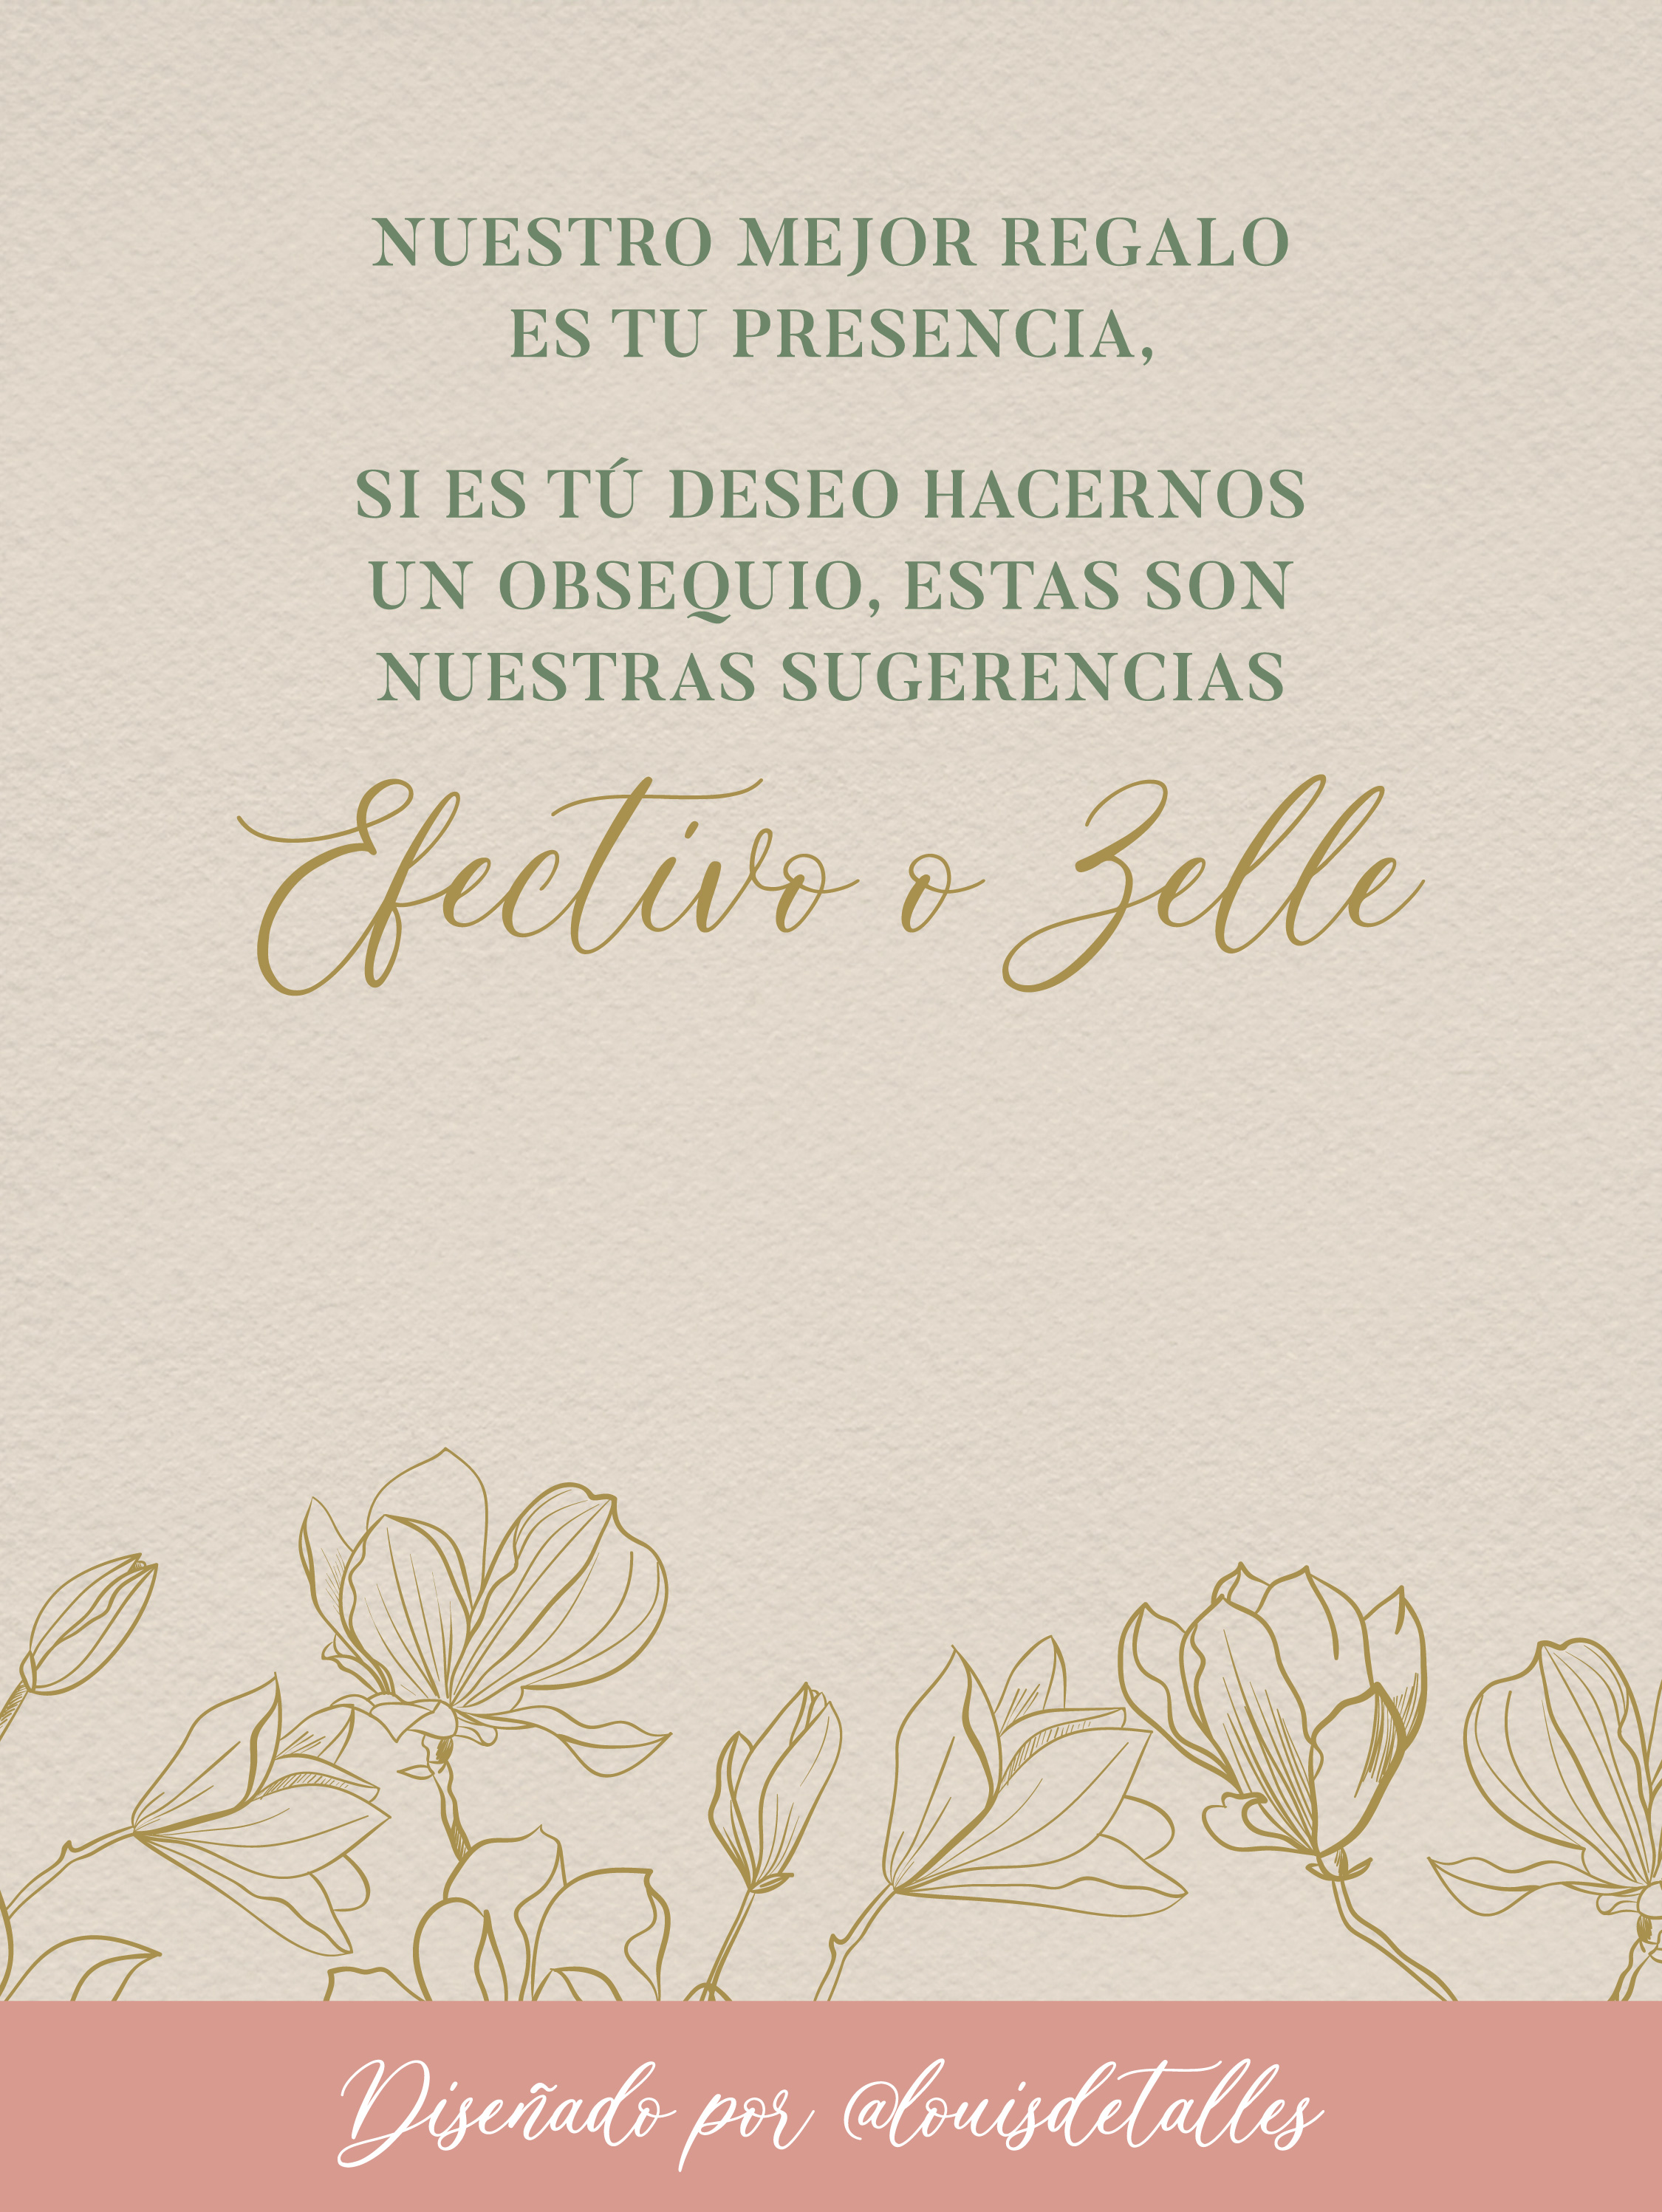 NUESTRO MEJOR REGALO
ES TU PRESENCIA,
SI ES TÚ DESEO HACERNOS
UN OBSEQUIO, ESTAS SON
NUESTRAS SUGERENCIAS
Efectivo o Zelle
Diseñado por @louisdetalles